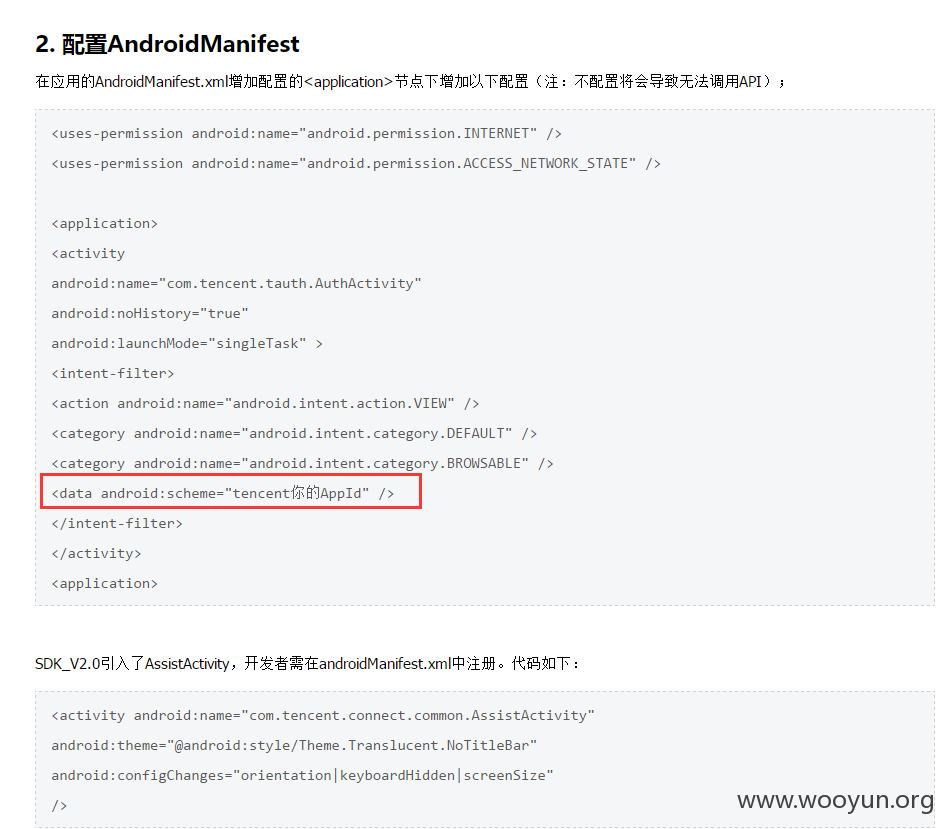 2. 配置AndroidManifest
在应用的AndroidManifest.xml增加配置的<application>节点下增加以下配置（注：不配置将会导致无法调用API）；
<uses-permission android:name="android.permission.INTERNET" />
<uses-permission android:name="android.permission.ACCESS_NETWORK_STATE" />
<application>
<activity
android:name="com.tencent.tauth.AuthActivity"
android:noHistory="true"
android:launchMode="singleTask" >
<intent-filter>
<action android:name="android.intent.action.VIEW" />
<category android:name="android.intent.category.DEFAULT" />
<category android:name="android.intent.category.BROWSABLE" />
<data android:scheme="tencent你的AppId" />
</intent-filter>
</activity>
<application>
SDK_V2.0引入了AssistActivity，开发者需在androidManifest.xml中注册。代码如下：
<activity android:name="com.tencent.connect.common.AssistActivity"
android:theme="@android:style/Theme.Translucent.NoTitleBar"
android:configChanges="orientation|keyboardHidden|screenSize"
/>
www.wooyun.org